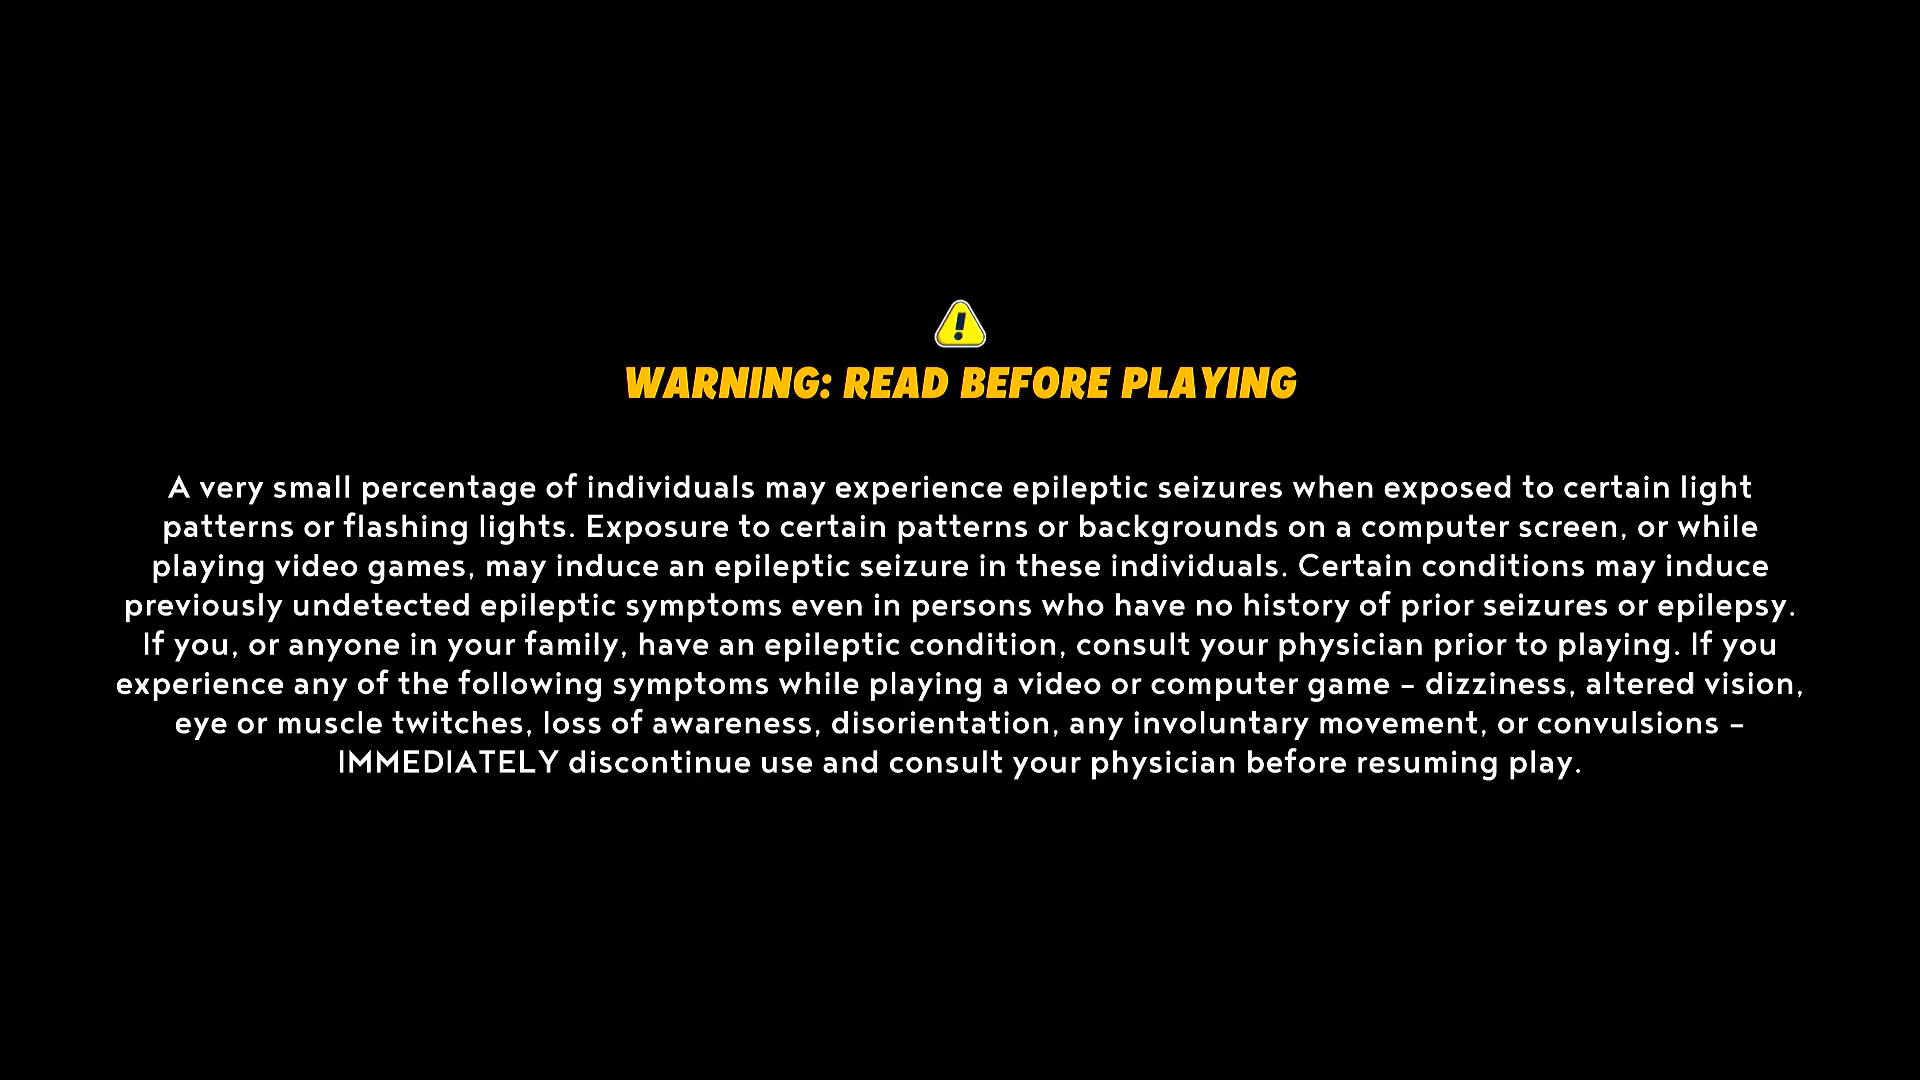 WARNING: READ BEFORE PLAYING
A very small percentage of individuals may experience epileptic seizures when exposed to certain light
patterns or flashing lights. Exposure to certain patterns or backgrounds on a computer screen, or while
playing video games, may induce an epileptic seizure in these individuals. Certain conditions may induce
previously undetected epileptic symptoms even in persons who have no history of prior seizures or epilepsy.
If you, or anyone in your family, have an epileptic condition, consult your physician prior to playing. If you
experience any of the following symptoms while playing a video or computer game – dizziness, altered vision,
eye or muscle twitches, loss of awareness, disorientation, any involuntary movement, or convulsions –
IMMEDIATELY discontinue use and consult your physician before resuming play.